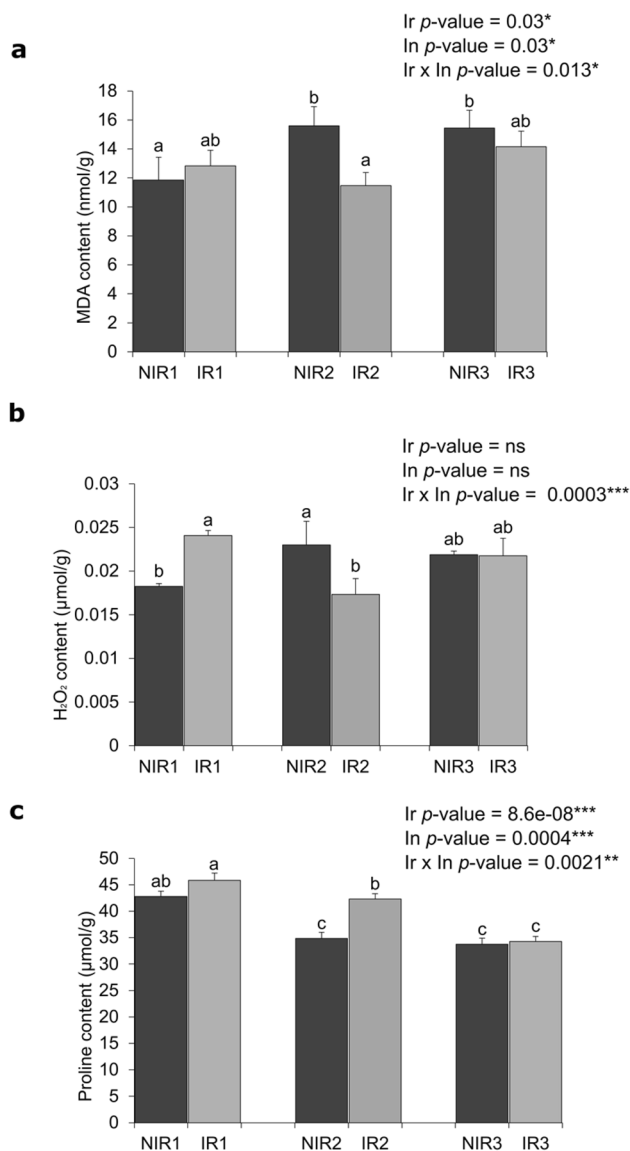 a
Ir p-value = 0.03*
In p-value = 0.03*
Ir x In p-value = 0.013*
MDA content (nmol/g)
18
16
14
12
10
8
6
4
2
0
a
ab
b
a
b
ab
NIR1 IR1 NIR2 IR2 NIR3 IR3
b
Ir p-value = ns
In p-value = ns
Ir x In p-value = 0.0003***
H₂O₂ content (µmol/g)
0.03
0.025
0.02
0.015
0.01
0.005
0
b
a
a
b
ab
ab
NIR1 IR1 NIR2 IR2 NIR3 IR3
c
Ir p-value = 8.6e-08***
In p-value = 0.0004***
Ir x In p-value = 0.0021**
Proline content (µmol/g)
50
45
40
35
30
25
20
15
10
5
0
ab
a
c
b
c
c
NIR1 IR1 NIR2 IR2 NIR3 IR3